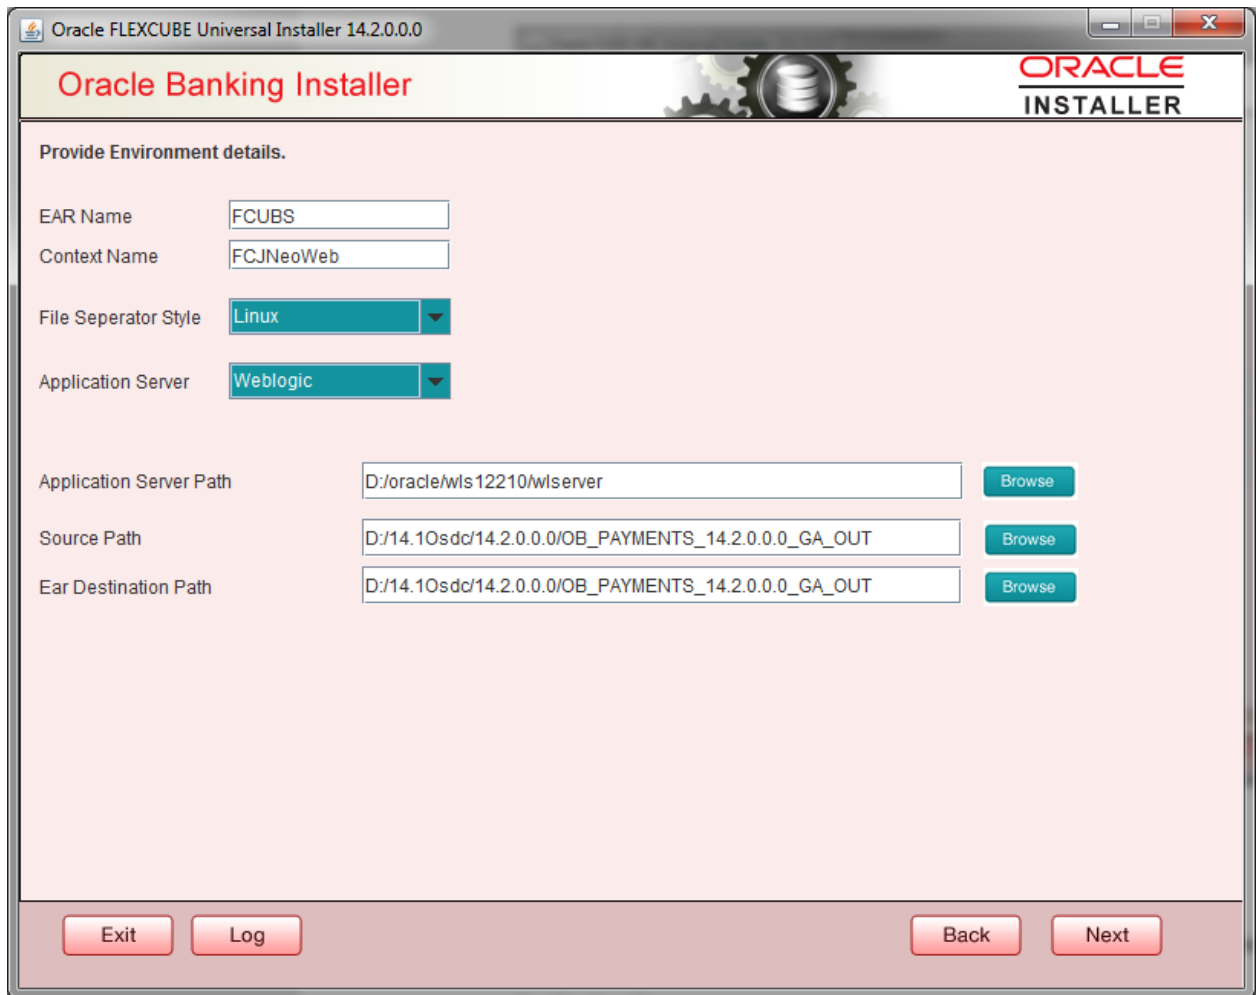 Oracle FLEXCUBE Universal Installer 14.2.0.0.0
Oracle Banking Installer
ORACLE
INSTALLER
Provide Environment details.
EAR Name FCUBS
Context Name FCJNeoWeb
File Seperator Style Linux
Application Server Weblogic
Application Server Path D:/oracle/wls12210/wlserver Browse
Source Path D:/14.1Osdc/14.2.0.0.0/OB_PAYMENTS_14.2.0.0.0_GA_OUT Browse
Ear Destination Path D:/14.1Osdc/14.2.0.0.0/OB_PAYMENTS_14.2.0.0.0_GA_OUT Browse
Exit Log Back Next